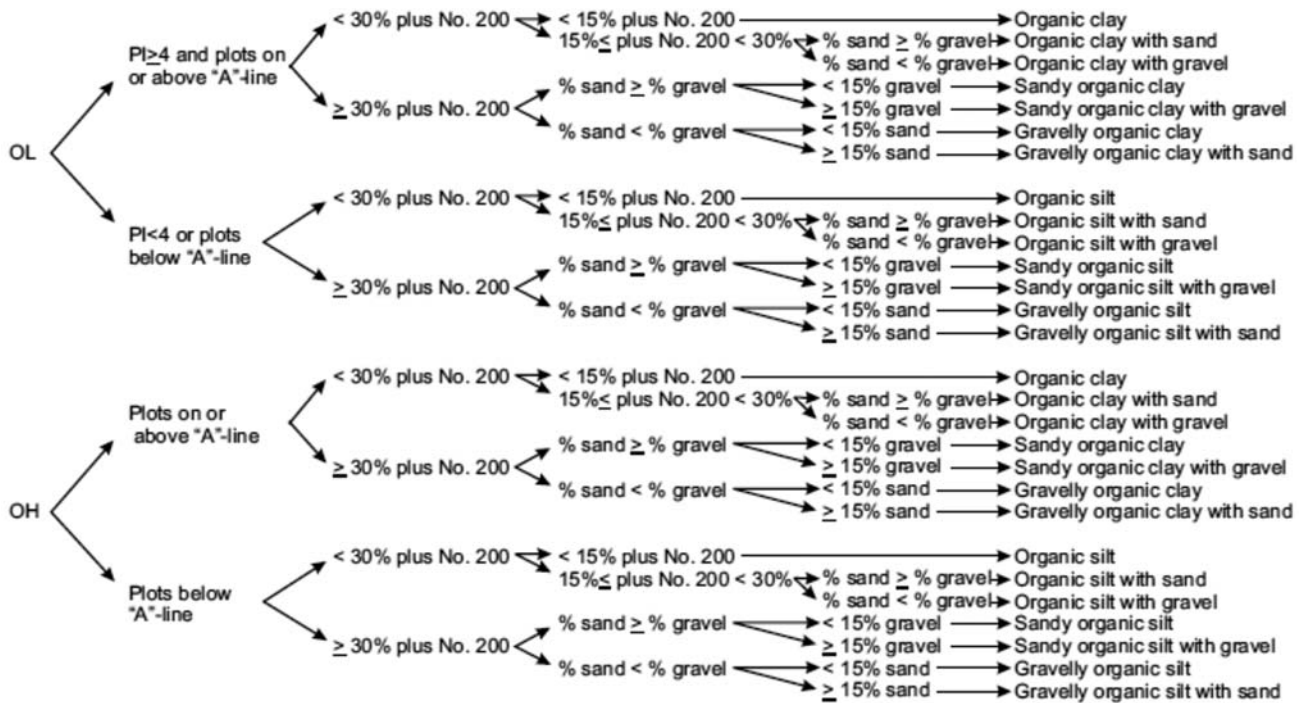 < 30% plus No. 200 < 15% plus No. 200 Organic clay
PI≥4 and plots on 15%≤ plus No. 200 < 30% % sand ≥ % gravel Organic clay with sand
or above “A”-line % sand < % gravel Organic clay with gravel
% sand ≥ % gravel < 15% gravel Sandy organic clay
≥ 30% plus No. 200 ≥ 15% gravel Sandy organic clay with gravel
% sand < % gravel < 15% sand Gravelly organic clay
OL ≥ 15% sand Gravelly organic clay with sand
< 30% plus No. 200 < 15% plus No. 200 Organic silt
15%≤ plus No. 200 < 30% % sand ≥ % gravel Organic silt with sand
PI<4 or plots % sand < % gravel Organic silt with gravel
below “A”-line % sand ≥ % gravel < 15% gravel Sandy organic silt
≥ 30% plus No. 200 ≥ 15% gravel Sandy organic silt with gravel
% sand < % gravel < 15% sand Gravelly organic silt
≥ 15% sand Gravelly organic silt with sand
< 30% plus No. 200 < 15% plus No. 200 Organic clay
Plots on or 15%≤ plus No. 200 < 30% % sand ≥ % gravel Organic clay with sand
above “A”-line % sand < % gravel Organic clay with gravel
% sand ≥ % gravel < 15% gravel Sandy organic clay
≥ 30% plus No. 200 ≥ 15% gravel Sandy organic clay with gravel
% sand < % gravel < 15% sand Gravelly organic clay
OH ≥ 15% sand Gravelly organic clay with sand
< 30% plus No. 200 < 15% plus No. 200 Organic silt
Plots below 15%≤ plus No. 200 < 30% % sand ≥ % gravel Organic silt with sand
“A”-line % sand < % gravel Organic silt with gravel
% sand ≥ % gravel < 15% gravel Sandy organic silt
≥ 30% plus No. 200 ≥ 15% gravel Sandy organic silt with gravel
% sand < % gravel < 15% sand Gravelly organic silt
≥ 15% sand Gravelly organic silt with sand